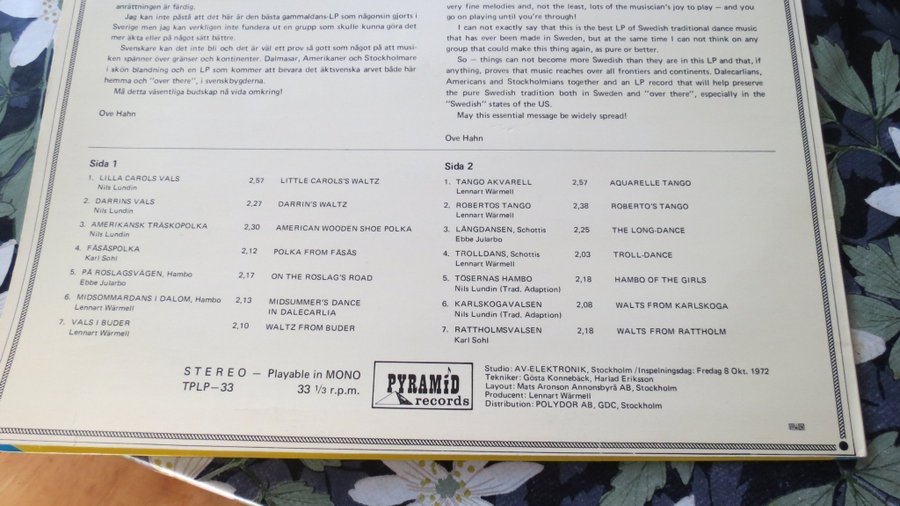 anrättningen är färdig.
Jag kan inte påstå att det här är den bästa gammaldans-LP som någonsin gjorts i
Sverige men jag kan verkligen inte fundera ut en grupp som skulle kunna göra det
mer äkta eller på något sätt bättre.
Svenskare kan det inte bli och det är väl ett prov så gott som något på att musi-
ken spänner över gränser och kontinenter. Dalmasar, Amerikaner och Stockholmare
i skön blandning och en LP som kommer att bevara det äktsvenska arvet både här
hemma och "over there", i svenskbygderna.
Må detta väsentliga budskap nå vida omkring!
Ove Hahn
very fine melodies and, not the least, lots of the musician's joy to play — and you
go on playing until you're through!
I can not exactly say that this is the best LP of Swedish traditional dance music
that has ever been made in Sweden, but at the same time I can not think on any
group that could make this thing again, as pure or better.
So — things can not become more Swedish than they are in this LP and that, if
anything, proves that music reaches over all frontiers and continents. Dalecarlians,
Americans and Stockholmians together and an LP record that will help preserve
the pure Swedish tradition both in Sweden and "over there", especially in the
"Swedish" states of the US.
May this essential message be widely spread!
Ove Hahn
Sida 1
1. LILLA CAROLS VALS 2,57 LITTLE CAROLS'S WALTZ
Nils Lundin
2. DARRINS VALS 2,27 DARRIN'S WALTZ
Nils Lundin
3. AMERIKANSK TRÄSKOPOLKA 2,30 AMERICAN WOODEN SHOE POLKA
Nils Lundin
4. FÅSÅSPOLKA 2,12 POLKA FROM FÅSÅS
Karl Sohl
5. PÅ ROSLAGSVÄGEN, Hambo 2,17 ON THE ROSLAG'S ROAD
Ebbe Jularbo
6. MIDSOMMARDANS I DALOM, Hambo 2,13 MIDSUMMER'S DANCE
Lennart Wärmell IN DALECARLIA
7. VALS I BUDER 2,10 WALTZ FROM BUDER
Lennart Wärmell
Sida 2
1. TANGO AKVARELL 2,57 AQUARELLE TANGO
Lennart Wärmell
2. ROBERTOS TANGO 2,38 ROBERTO'S TANGO
Lennart Wärmell
3. LÅNGDANSEN, Schottis 2,25 THE LONG-DANCE
Ebbe Jularbo
4. TROLLDANS, Schottis 2,03 TROLL-DANCE
Lennart Wärmell
5. TÖSERNAS HAMBO 2,18 HAMBO OF THE GIRLS
Nils Lundin (Trad, Adaption)
6. KARLSKOGAVALSEN 2,08 WALTS FROM KARLSKOGA
Nils Lundin (Trad, Adaption)
7. RATTHOLMSVALSEN 2,18 WALTS FROM RATTHOLM
Karl Sohl
STEREO — Playable in MONO
TPLP—33 33 1/3 r.p.m.
PYRAMiD
records
Studio: AV-ELEKTRONIK, Stockholm / Inspelningsdag: Fredag 8 Okt. 1972
Tekniker: Gösta Konnebäck, Harlad Eriksson
Layout: Mats Aronson Annonsbyrå AB, Stockholm
Producent: Lennart Wärmell
Distribution: POLYDOR AB, GDC, Stockholm